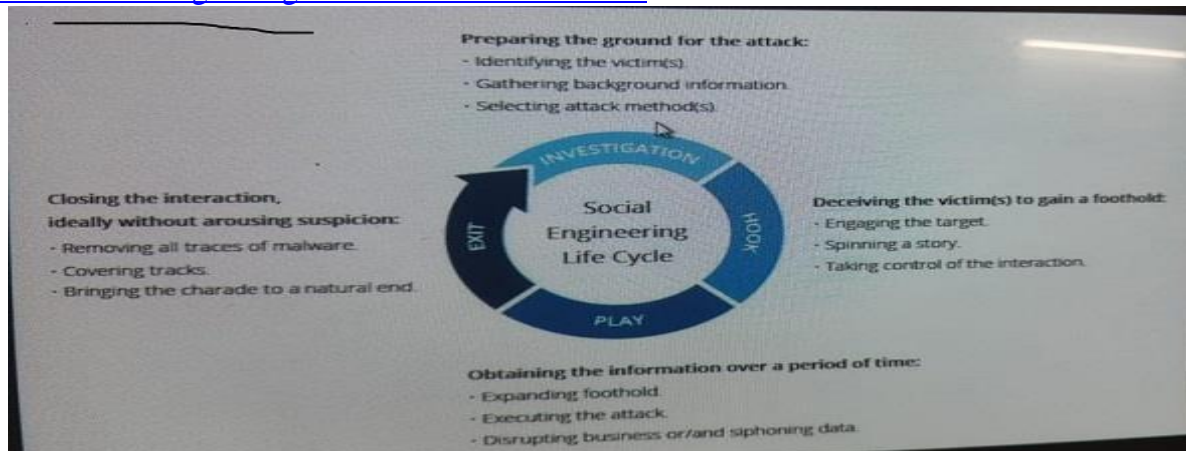 Preparing the ground for the attack:
- Identifying the victim(s).
- Gathering background information.
- Selecting attack method(s).
INVESTIGATION
Closing the interaction,
ideally without arousing suspicion:
- Removing all traces of malware.
- Covering tracks.
- Bringing the charade to a natural end.
EXIT
Social
Engineering
Life Cycle
HOOK
Deceiving the victim(s) to gain a foothold:
- Engaging the target.
- Spinning a story.
- Taking control of the interaction.
PLAY
Obtaining the information over a period of time:
- Expanding foothold.
- Executing the attack.
- Disrupting business or/and siphoning data.